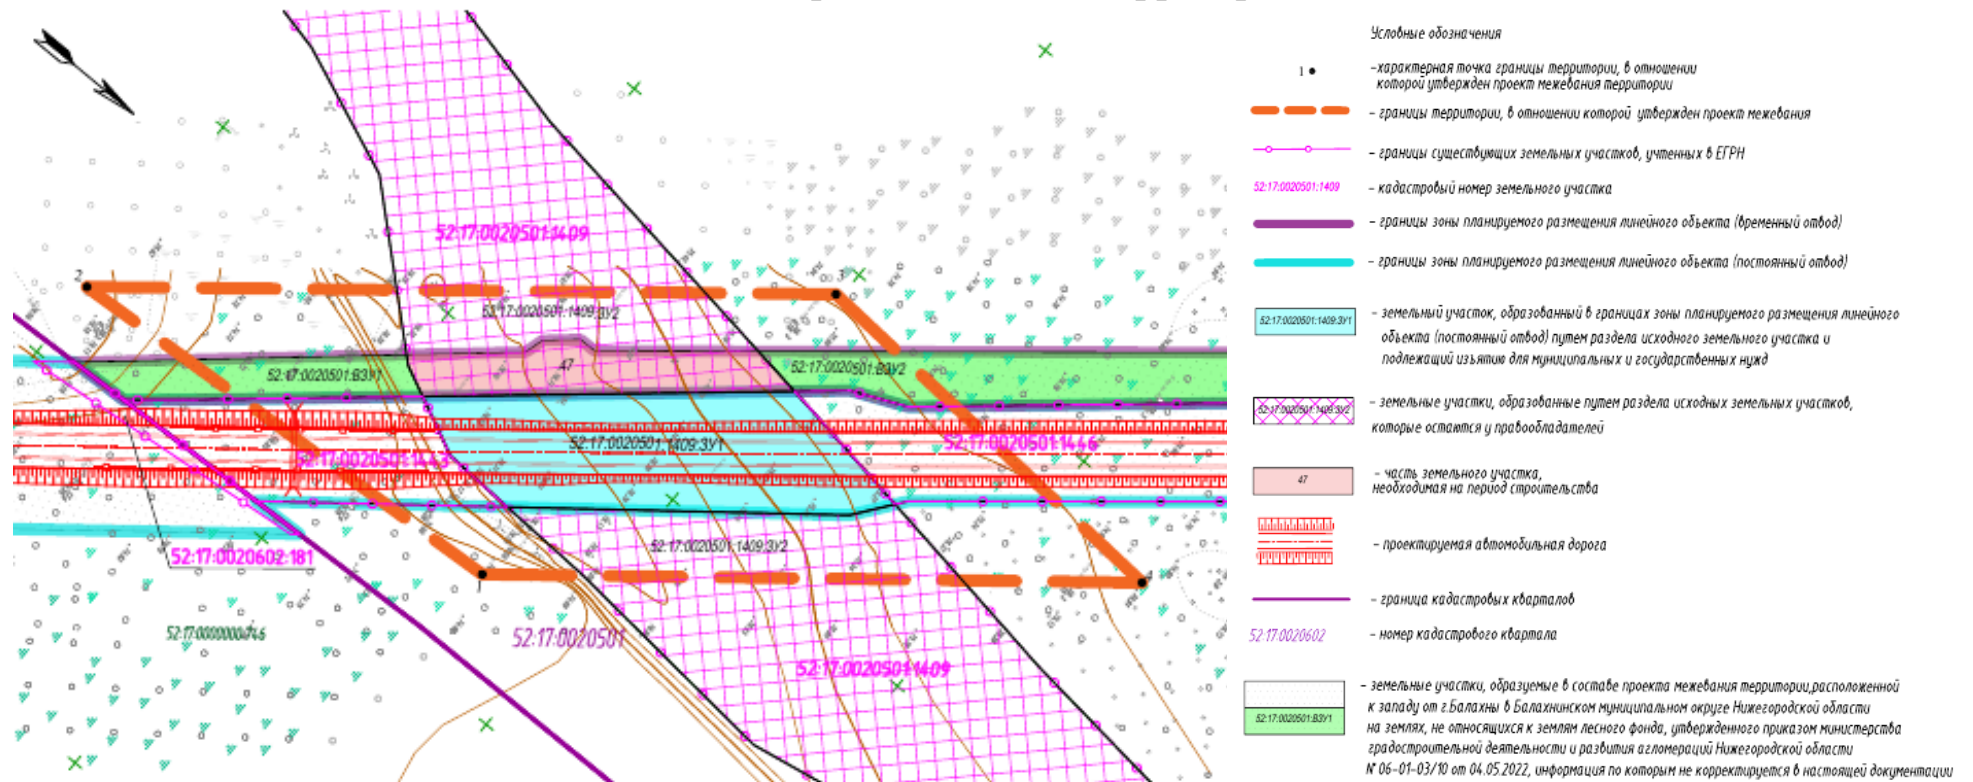 52:17:0020501:1409
2
3
52:17:0020501:1409:ЗУ2
47
52:17:0020501:ВЗУ1
52:17:0020501:ВЗУ2
52:17:0020501:1409:ЗУ1
52:17:0020501:1446
52:17:0020501:1443
52:17:0020501:1409:ЗУ2
52:17:0020602:181
1
4
52:17:0020501
52:17:0020501:1409
Условные обозначения
1
– характерная точка границы территории, в отношении
которой утвержден проект межевания территории
– границы территории, в отношении которой утвержден проект межевания
– границы существующих земельных участков, учтенных в ЕГРН
52:17:0020501:1409
– кадастровый номер земельного участка
– границы зоны планируемого размещения линейного объекта (временный отвод)
– границы зоны планируемого размещения линейного объекта (постоянный отвод)
52:17:0020501:1409:ЗУ1
– земельный участок, образованный в границах зоны планируемого размещения линейного
объекта (постоянный отвод) путем раздела исходного земельного участка и
подлежащий изъятию для муниципальных и государственных нужд
52:17:0020501:1409:ЗУ2
– земельные участки, образованные путем раздела исходных земельных участков,
которые остаются у правообладателей
47
– часть земельного участка,
необходимая на период строительства
– проектируемая автомобильная дорога
– граница кадастровых кварталов
52:17:0020602
– номер кадастрового квартала
52:17:0020501:ВЗУ1
– земельные участки, образуемые в составе проекта межевания территории,расположенной
к западу от г.Балахны в Балахнинском муниципальном округе Нижегородской области
на землях, не относящихся к землям лесного фонда, утвержденного приказом министерства
градостроительной деятельности и развития агломераций Нижегородской области
№ 06-01-03/10 от 04.05.2022, информация по которым не корректируется в настоящей документации